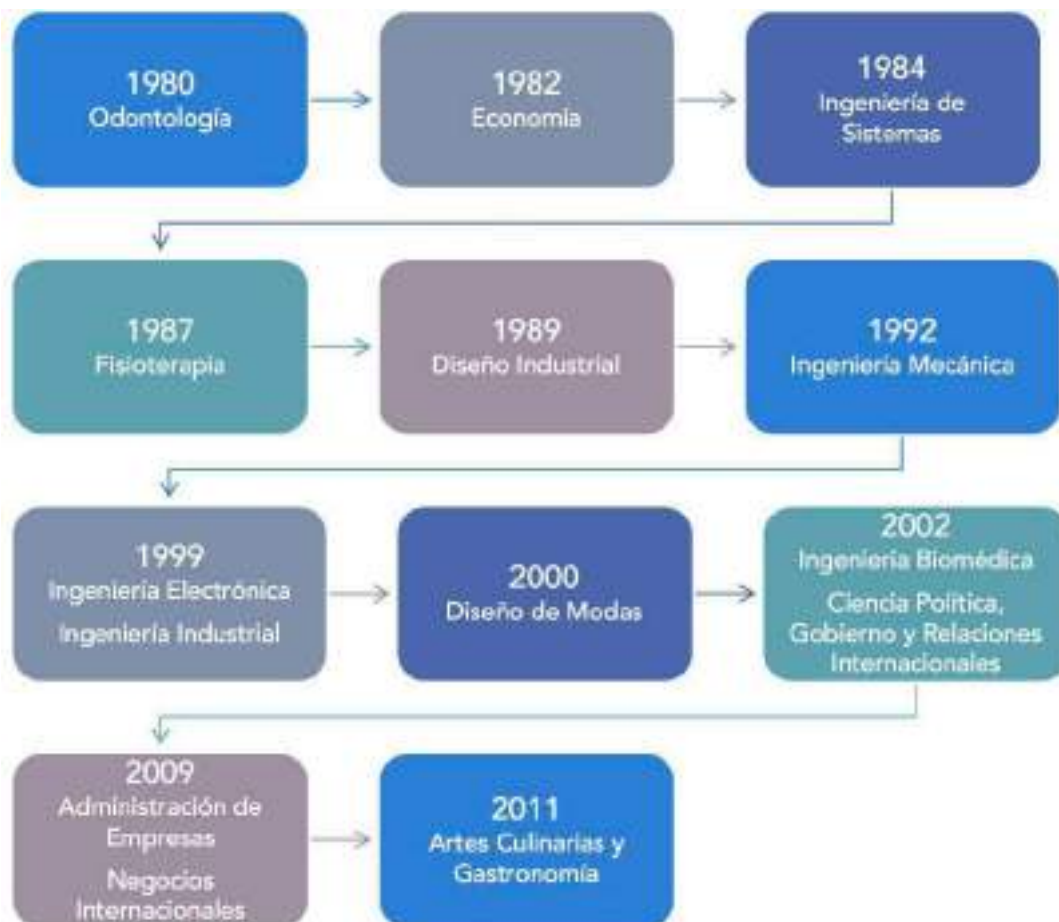 1980
Odontología
1982
Economía
1984
Ingeniería de
Sistemas
1987
Fisioterapia
1989
Diseño Industrial
1992
Ingeniería Mecánica
1999
Ingeniería Electrónica
Ingeniería Industrial
2000
Diseño de Modas
2002
Ingeniería Biomédica
Ciencia Política,
Gobierno y Relaciones
Internacionales
2009
Administración de
Empresas
Negocios
Internacionales
2011
Artes Culinarias y
Gastronomía